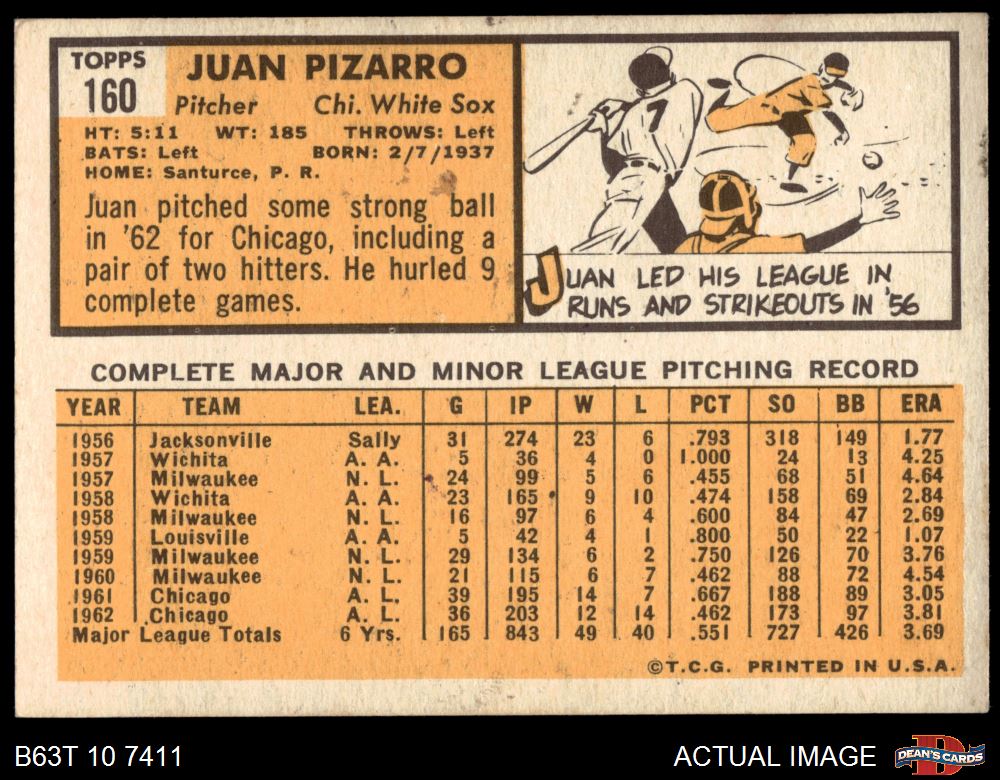 TOPPS
160
JUAN PIZARRO
Pitcher Chi. White Sox
HT: 5:11 WT: 185 THROWS: Left
BATS: Left BORN: 2/7/1937
HOME: Santurce, P. R.
Juan pitched some strong ball
in '62 for Chicago, including a
pair of two hitters. He hurled 9
complete games.
7
JUAN LED HIS LEAGUE IN
RUNS AND STRIKEOUTS IN '56
COMPLETE MAJOR AND MINOR LEAGUE PITCHING RECORD
YEAR TEAM LEA. G IP W L PCT SO BB ERA
1956 Jacksonville Sally 31 274 23 6 .793 318 149 1.77
1957 Wichita A. A. 5 36 4 0 1.000 24 13 4.25
1957 Milwaukee N. L. 24 99 5 6 .455 68 51 4.64
1958 Wichita A. A. 23 165 9 10 .474 158 69 2.84
1958 Milwaukee N. L. 16 97 6 4 .600 84 47 2.69
1959 Louisville A. A. 5 42 4 1 .800 50 22 1.07
1959 Milwaukee N. L. 29 134 6 2 .750 126 70 3.76
1960 Milwaukee N. L. 21 115 6 7 .462 88 72 4.54
1961 Chicago A. L. 39 195 14 7 .667 188 89 3.05
1962 Chicago A. L. 36 203 12 14 .462 173 97 3.81
Major League Totals 6 Yrs. 165 843 49 40 .551 727 426 3.69
©T.C.G. PRINTED IN U.S.A.
B63T 10 7411 ACTUAL IMAGE DEAN'S CARDS